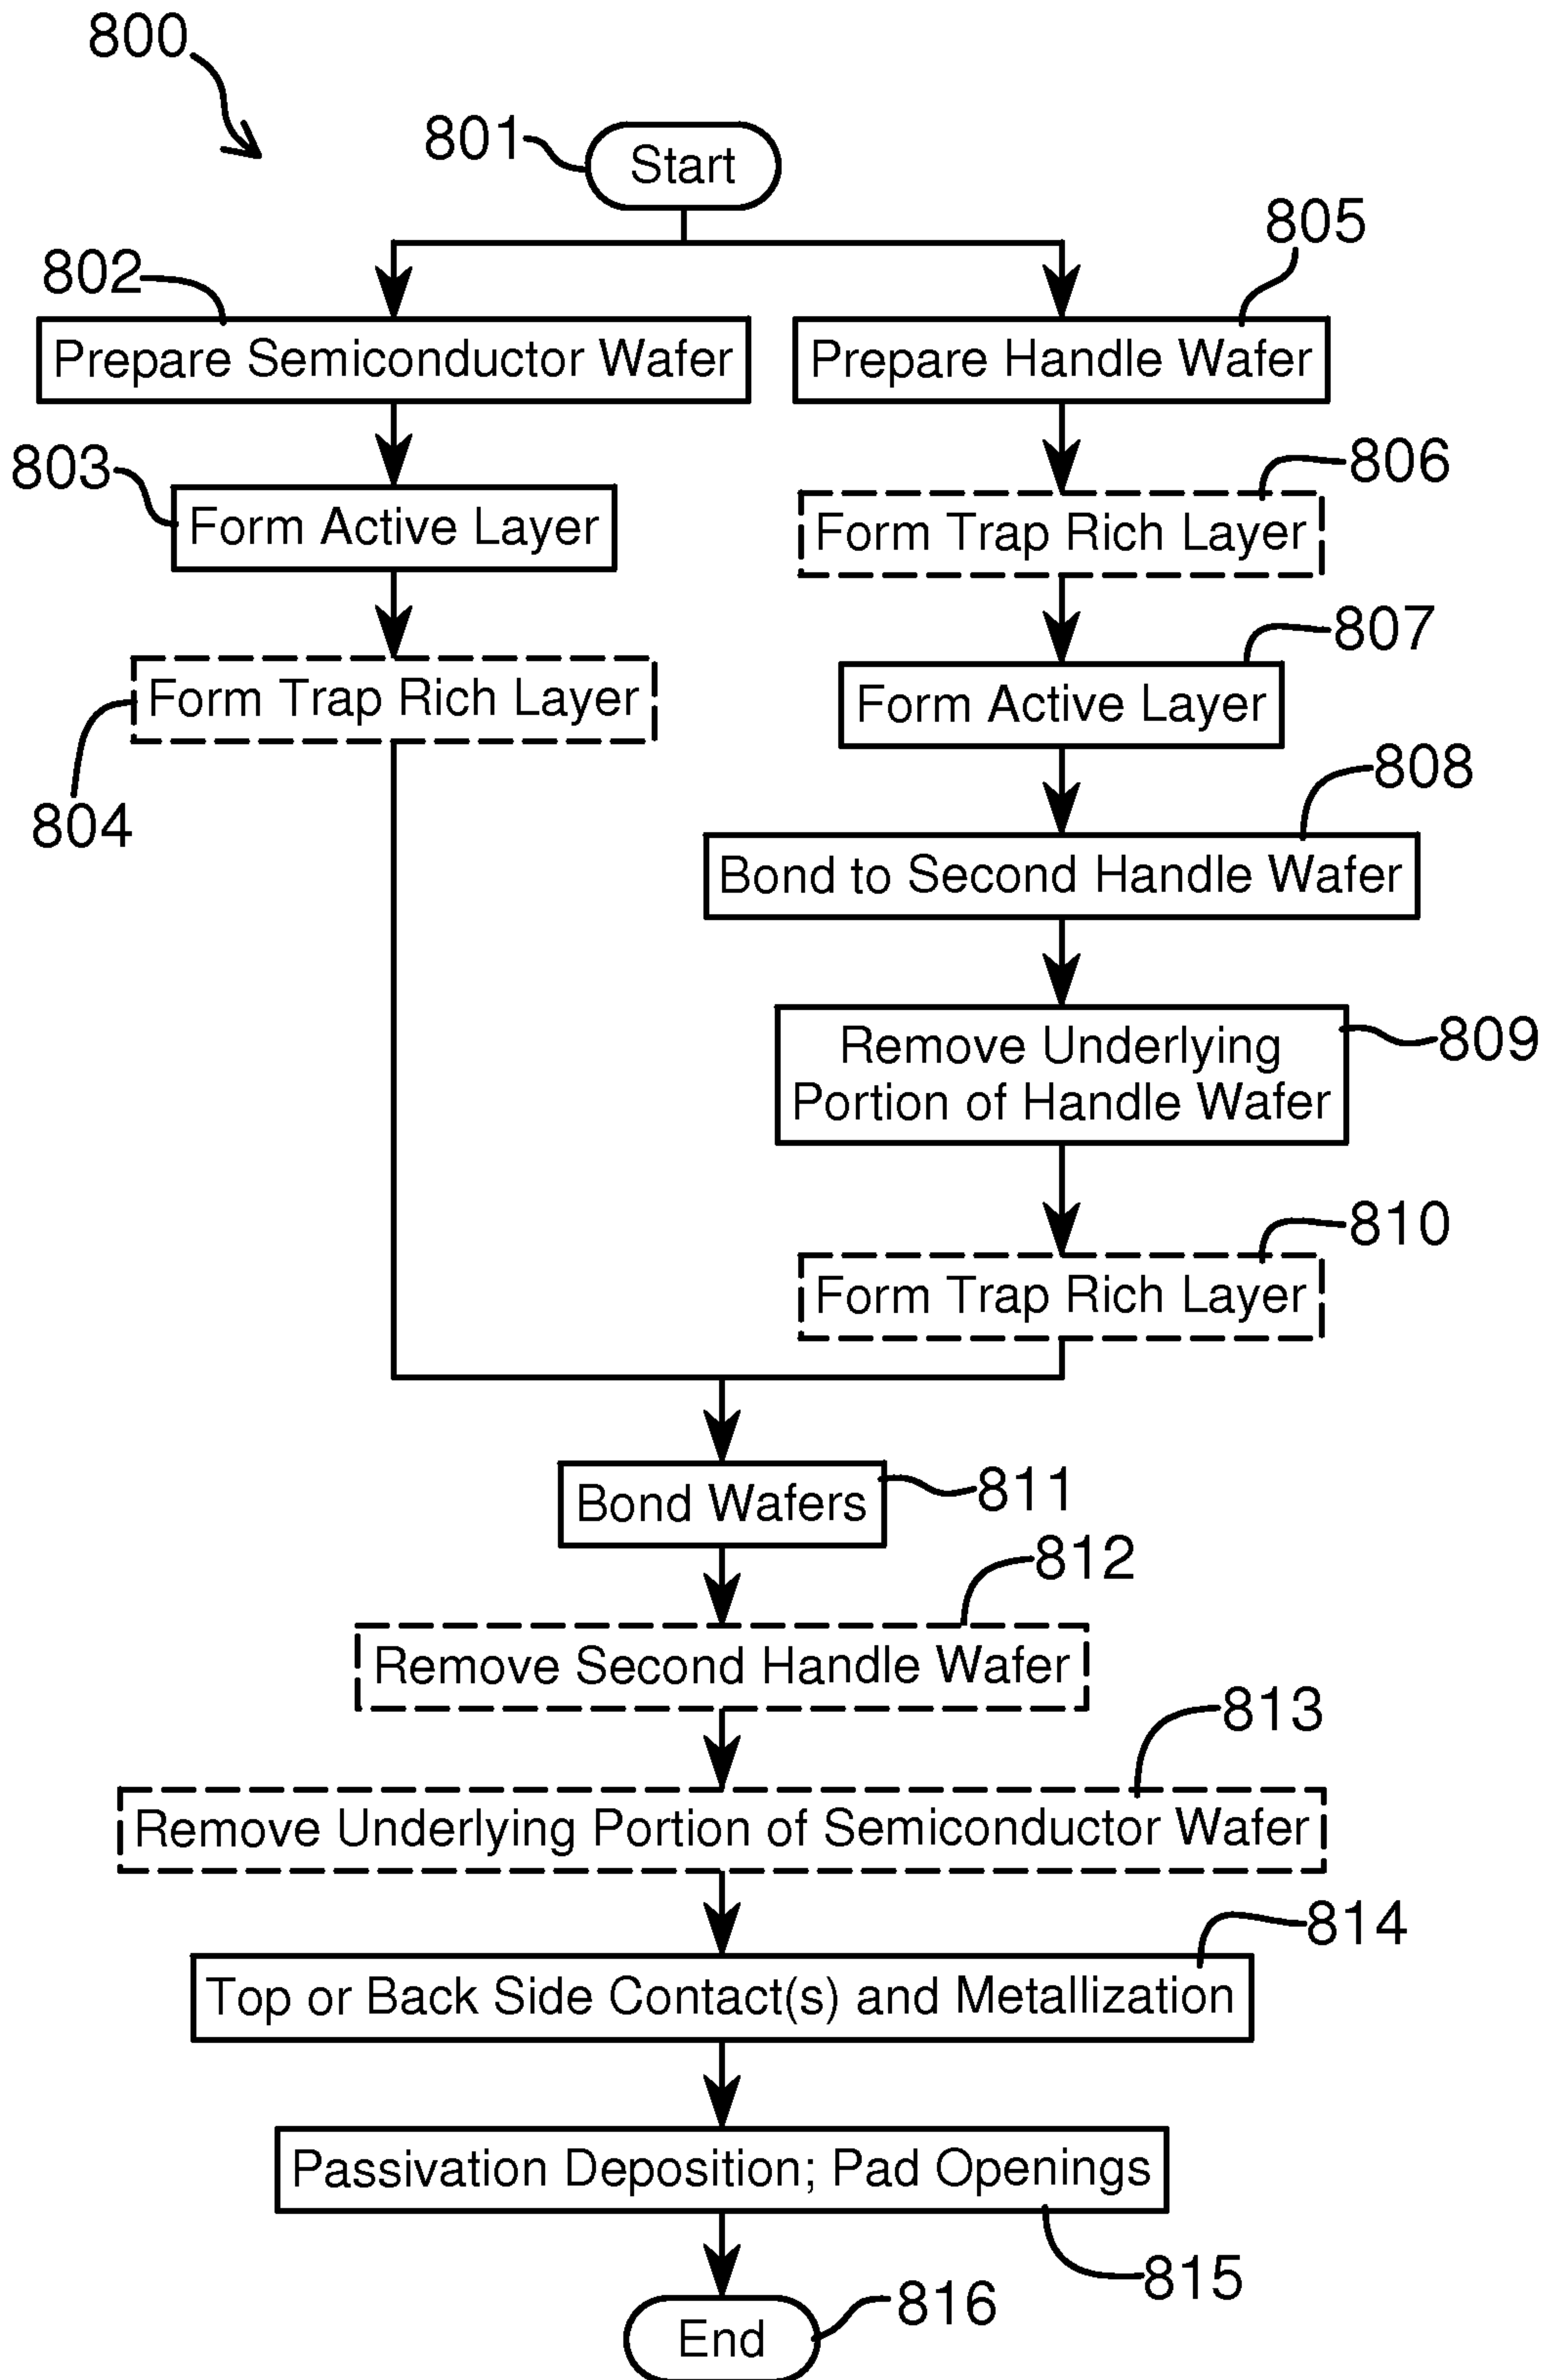 800
801
Start
802
805
Prepare Semiconductor Wafer
Prepare Handle Wafer
803
806
Form Active Layer
Form Trap Rich Layer
807
Form Trap Rich Layer
Form Active Layer
804
808
Bond to Second Handle Wafer
Remove Underlying
Portion of Handle Wafer
809
810
Form Trap Rich Layer
Bond Wafers
811
812
Remove Second Handle Wafer
813
Remove Underlying Portion of Semiconductor Wafer
814
Top or Back Side Contact(s) and Metallization
Passivation Deposition; Pad Openings
815
816
End